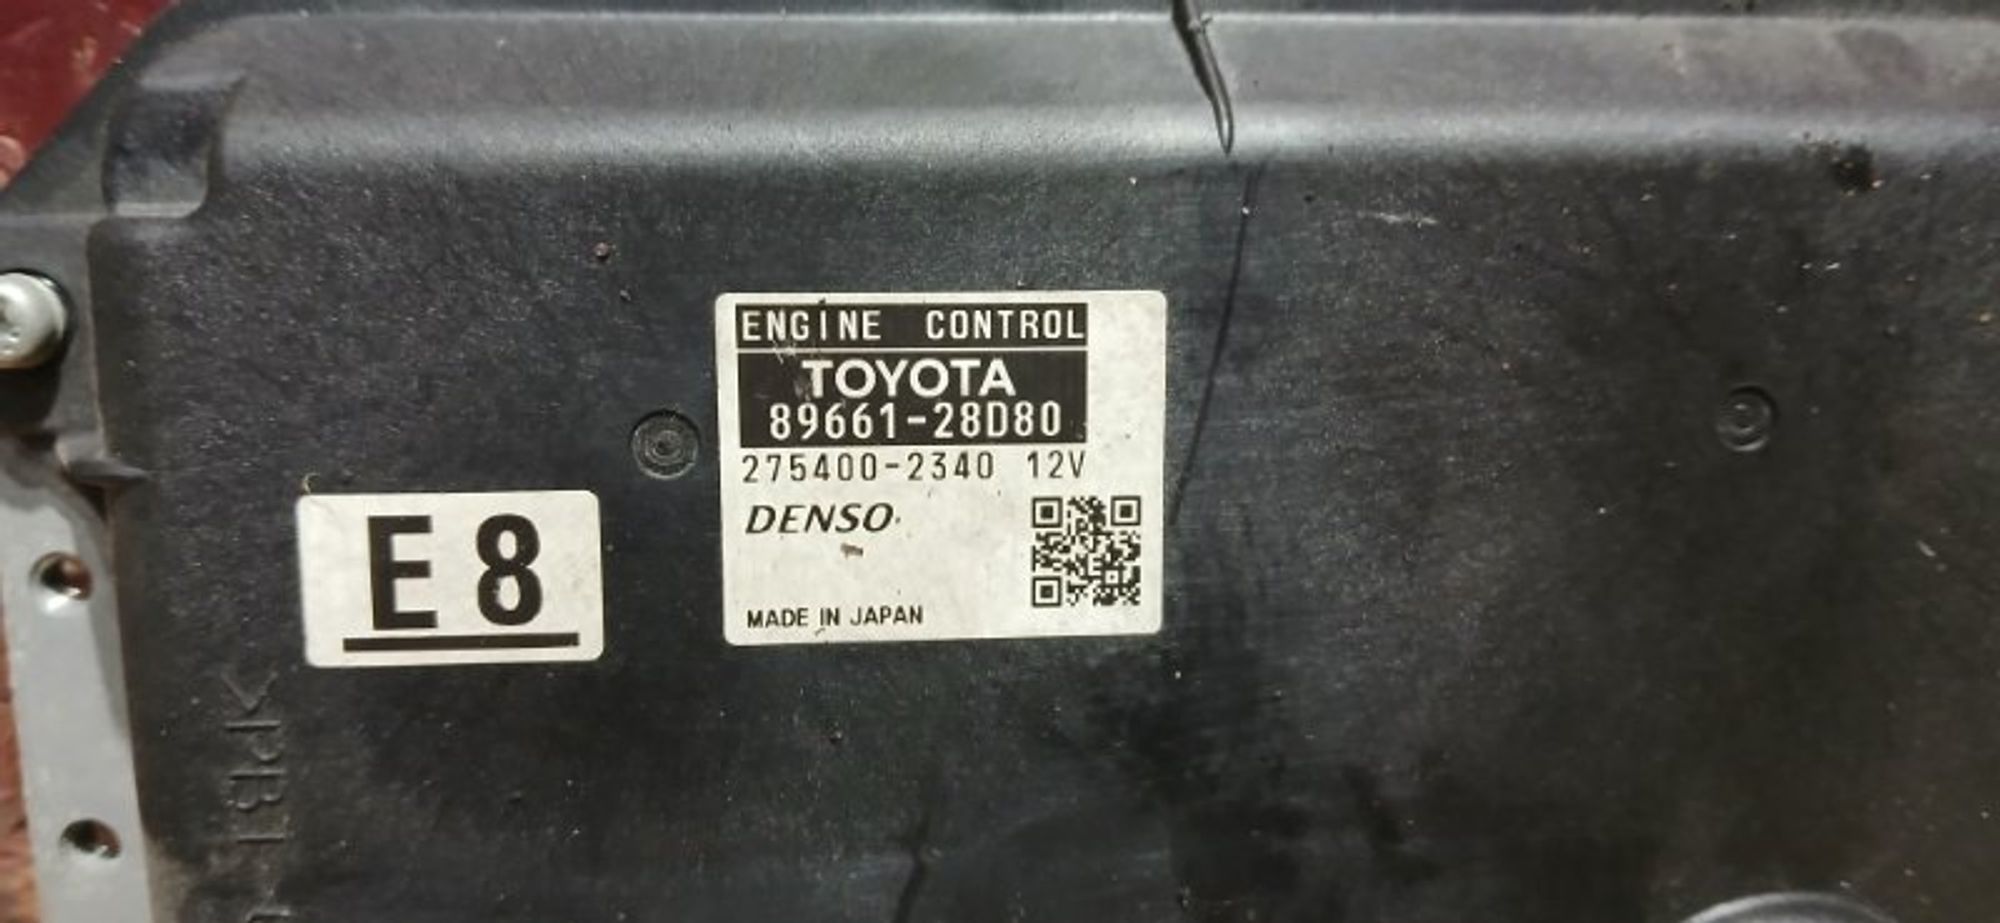 ENGINE CONTROL
TOYOTA
89661-28D80
275400-2340 12V
DENSO
MADE IN JAPAN
E8